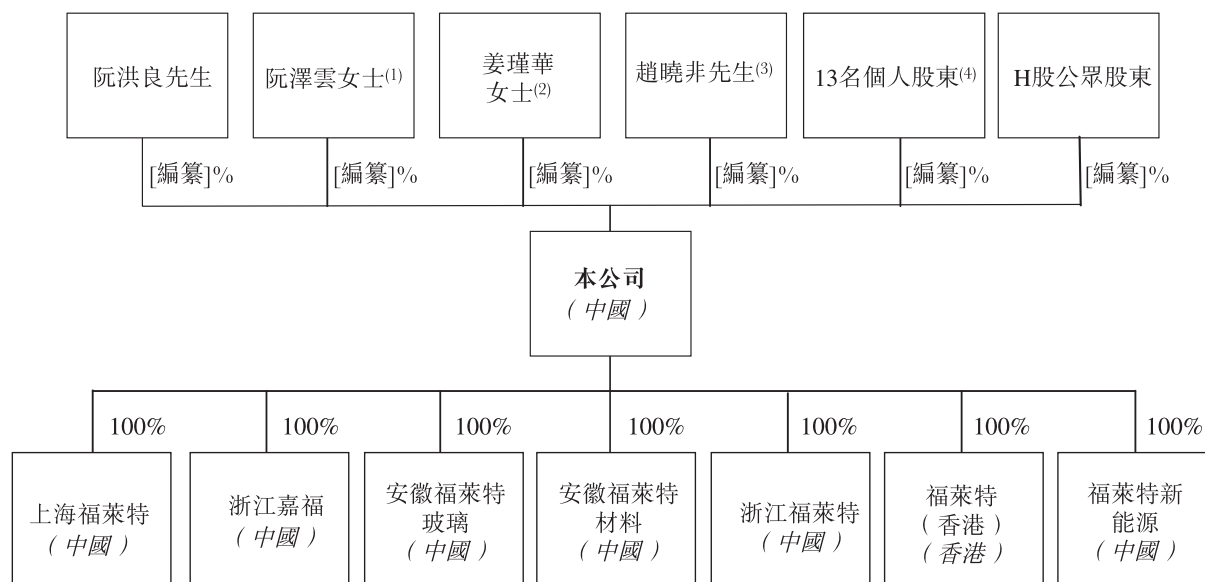 阮洪良先生
阮澤雲女士(1)
姜瑾華
女士(2)
趙曉非先生(3)
13名個人股東(4)
H股公眾股東
[編纂]%
[編纂]%
[編纂]%
[編纂]%
[編纂]%
[編纂]%
本公司
（中國）
100%
100%
100%
100%
100%
100%
100%
上海福萊特
（中國）
浙江嘉福
（中國）
安徽福萊特
玻璃
（中國）
安徽福萊特
材料
（中國）
浙江福萊特
（中國）
福萊特
（香港）
（香港）
福萊特新
能源
（中國）